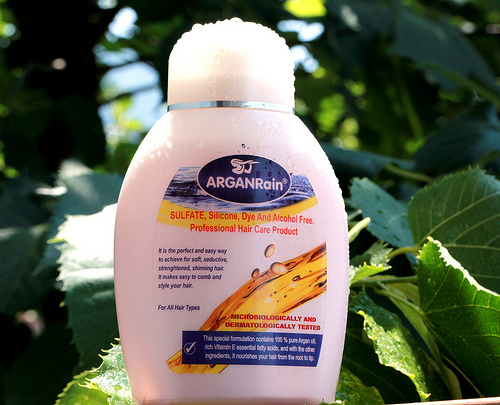 ARGANRain®
SULFATE, Silicone, Dye And Alcohol Free.
Professional Hair Care Product
It is the perfect and easy way
to achieve for soft, seductive,
strenghtened, shinning hair.
It makes easy to comb and
style your hair.
For All Hair Types
MICROBIOLOGICALLY AND
DERMATOLOGICALLY TESTED
This special formulation contains 100 % pure Argan oil,
rich Vitamin E essential fatty acids, and with the other
ingredients, it nourishes your hair from the root to tip.